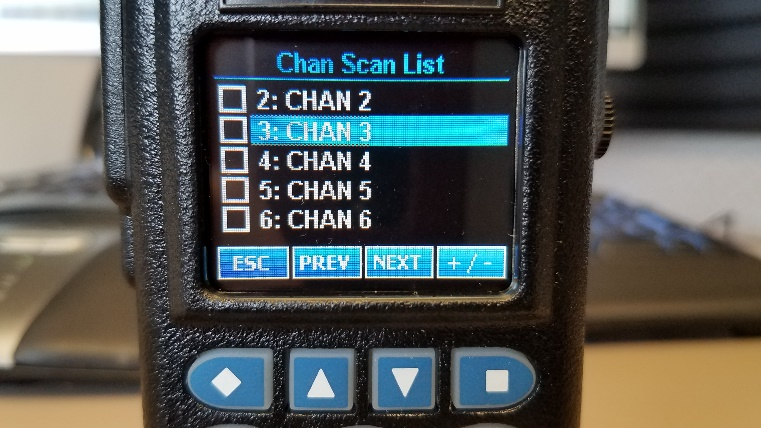 Chan Scan List
2: CHAN 2
3: CHAN 3
4: CHAN 4
5: CHAN 5
6: CHAN 6
ESC PREV NEXT +/-